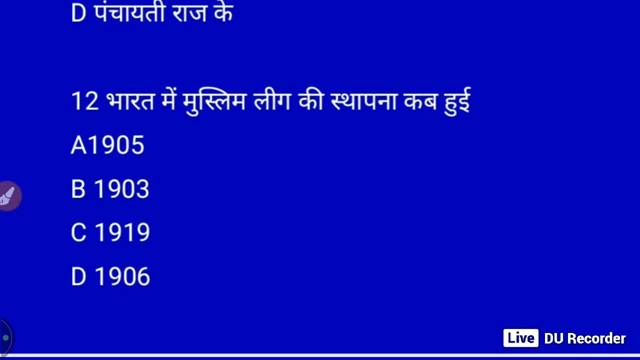 D पंचायती राज के
12 भारत में मुस्लिम लीग की स्थापना कब हुई
A1905
B 1903
C 1919
D 1906
Live DU Recorder